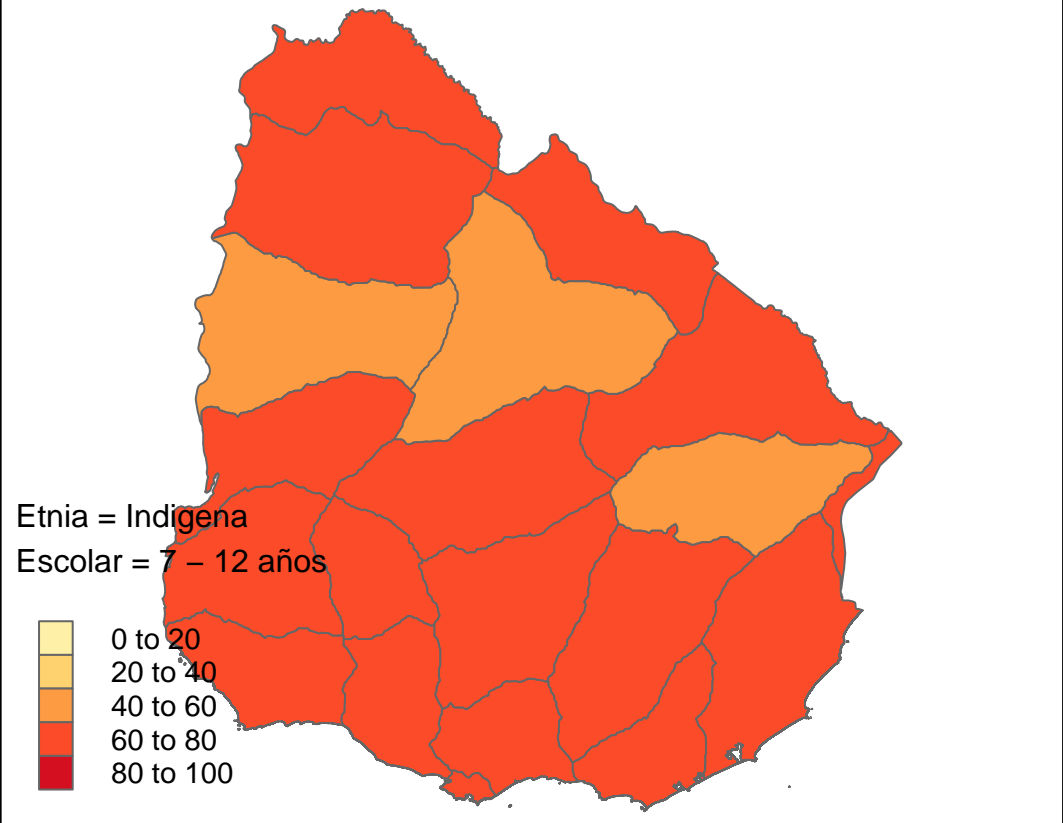 Etnia = Indigena
Escolar = 7 – 12 años
0 to 20
20 to 40
40 to 60
60 to 80
80 to 100